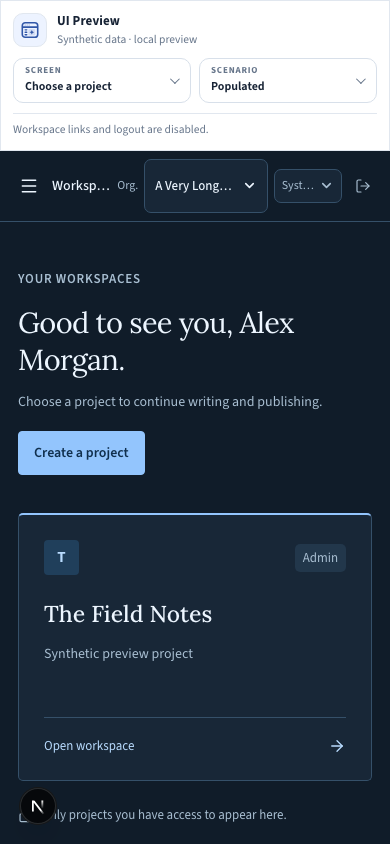 UI Preview
Synthetic data · local preview
SCREEN
Choose a project
SCENARIO
Populated
Workspace links and logout are disabled.
Worksp... Org. A Very Long... Syst...
YOUR WORKSPACES
Good to see you, Alex
Morgan.
Choose a project to continue writing and publishing.
Create a project
T
Admin
The Field Notes
Synthetic preview project
Open workspace
N
projects you have access to appear here.